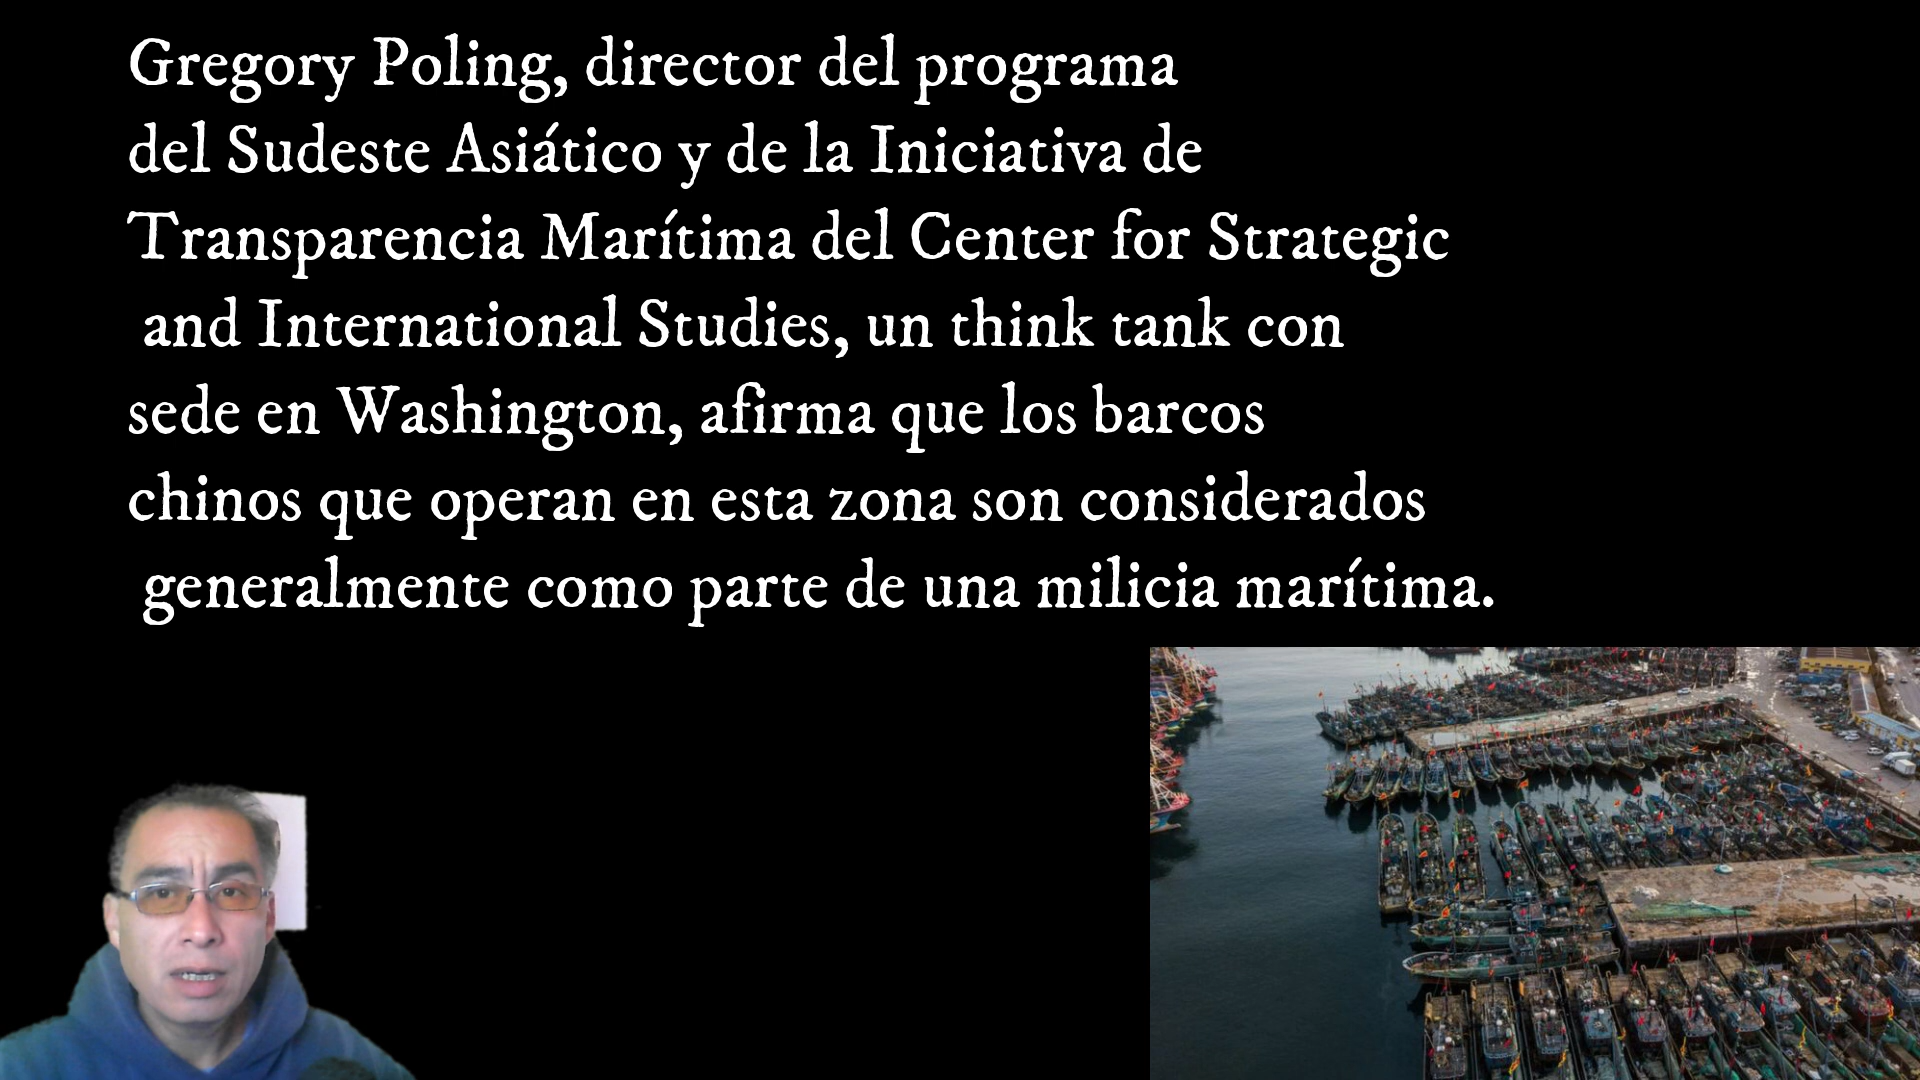 Gregory Poling, director del programa
del Sudeste Asiático y de la Iniciativa de
Transparencia Marítima del Center for Strategic
and International Studies, un think tank con
sede en Washington, afirma que los barcos
chinos que operan en esta zona son considerados
generalmente como parte de una milicia marítima.